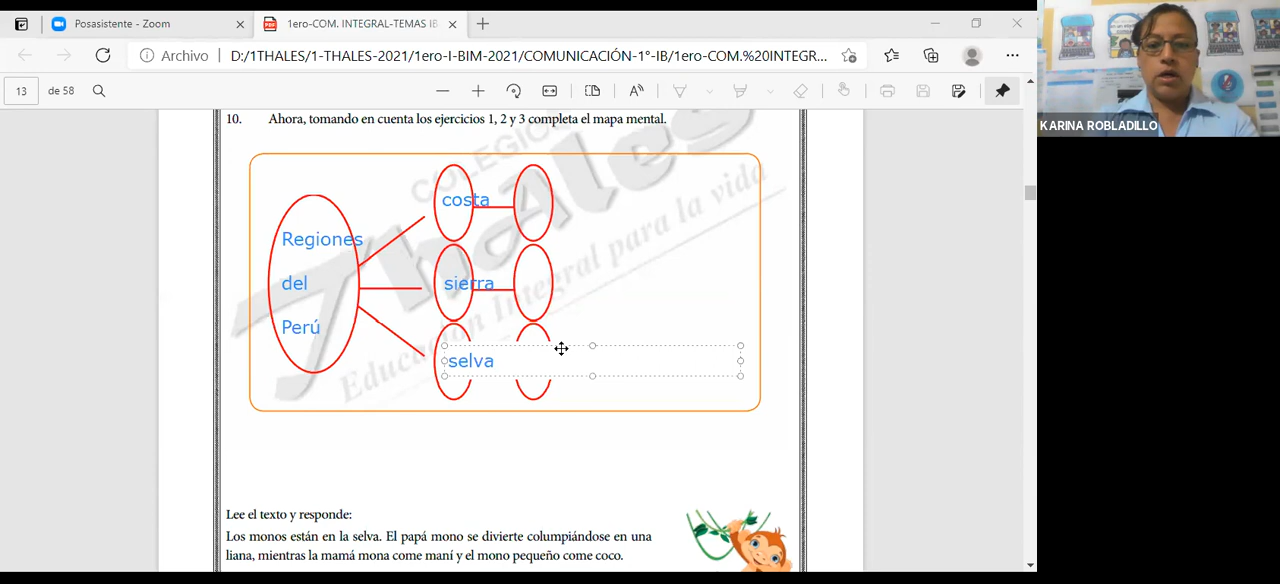 Posasistente - Zoom
1ero-COM. INTEGRAL-TEMAS IB
Archivo
D:/1THALES/1-THALES-2021/1ero-I-BIM-2021/COMUNICACIÓN-1°-IB/1ero-COM.%20INTEGR...
13
de 58
KARINA ROBLADILLO
10. Ahora, tomando en cuenta los ejercicios 1, 2 y 3 completa el mapa mental.
COLEGIO
Thales
Educación Integral para la vida
costa
Regiones
del
Perú
sierra
selva
Lee el texto y responde:
Los monos están en la selva. El papá mono se divierte columpiándose en una
liana, mientras la mamá mona come maní y el mono pequeño come coco.